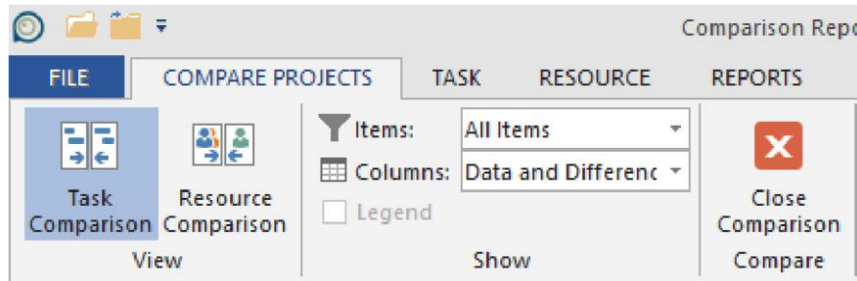 Comparison Repo
FILE COMPARE PROJECTS TASK RESOURCE REPORTS
Task Comparison
Resource Comparison
View
Items: All Items
Columns: Data and Differenc
Legend
Show
Close Comparison
Compare